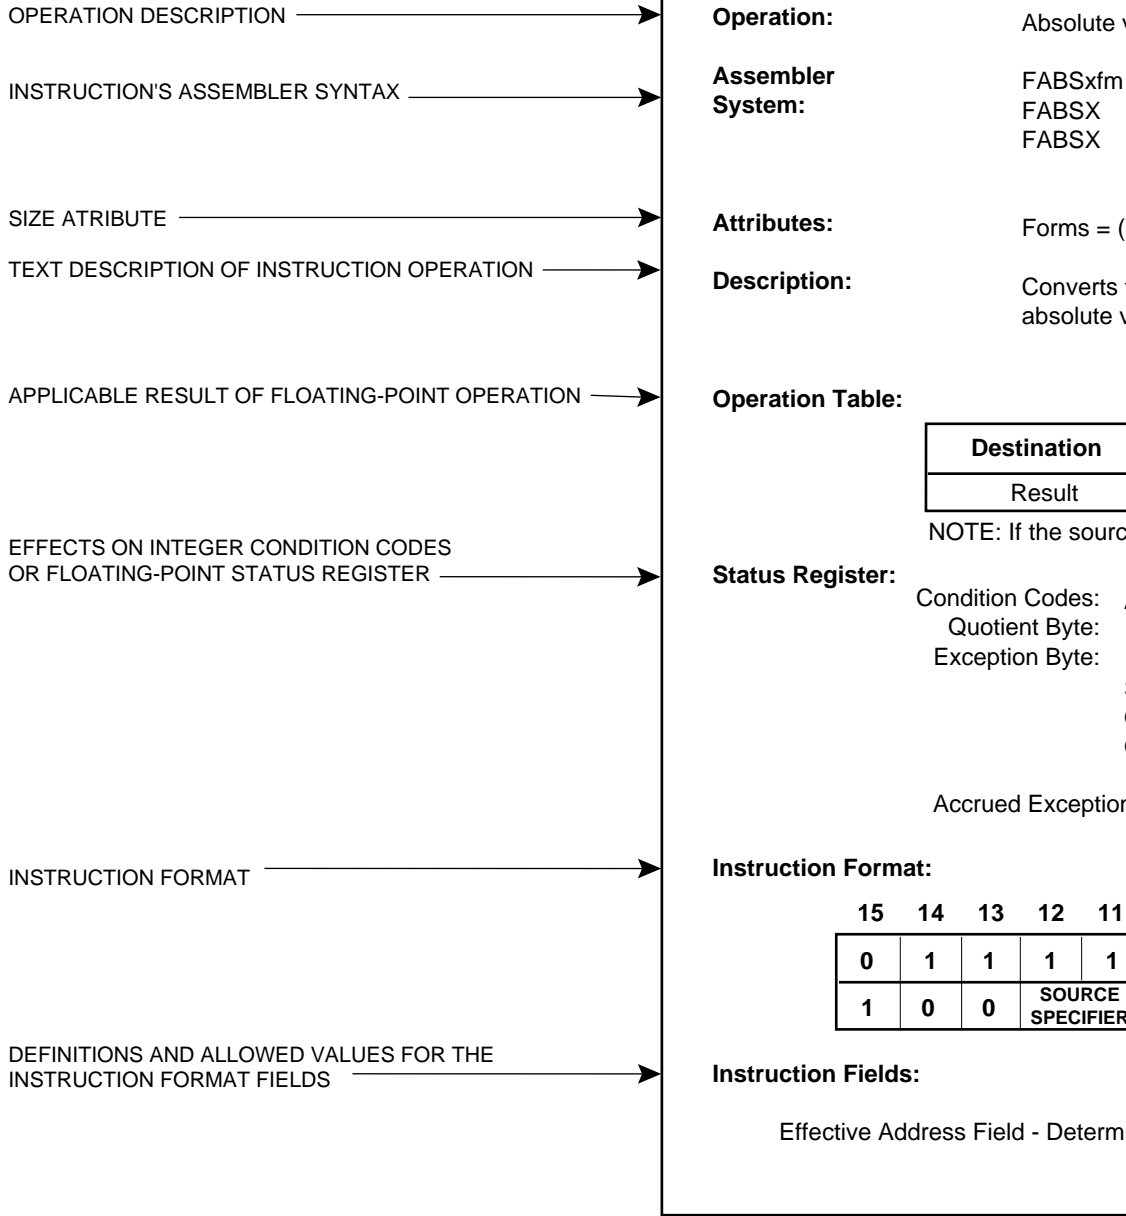 OPERATION DESCRIPTION
Operation:
Absolute
INSTRUCTION'S ASSEMBLER SYNTAX
Assembler
System:
FABSxfm
FABSX
FABSX
SIZE ATRIBUTE
Attributes:
Forms = (
TEXT DESCRIPTION OF INSTRUCTION OPERATION
Description:
Converts
absolute
APPLICABLE RESULT OF FLOATING-POINT OPERATION
Operation Table:
Destination
Result
NOTE: If the sourc
EFFECTS ON INTEGER CONDITION CODES
OR FLOATING-POINT STATUS REGISTER
Status Register:
Condition Codes:
Quotient Byte:
Exception Byte:
Accrued Exception
INSTRUCTION FORMAT
Instruction Format:
15 14 13 12 11
0 1 1 1 1
1 0 0 SOURCE
SPECIFIER
DEFINITIONS AND ALLOWED VALUES FOR THE
INSTRUCTION FORMAT FIELDS
Instruction Fields:
Effective Address Field - Determi